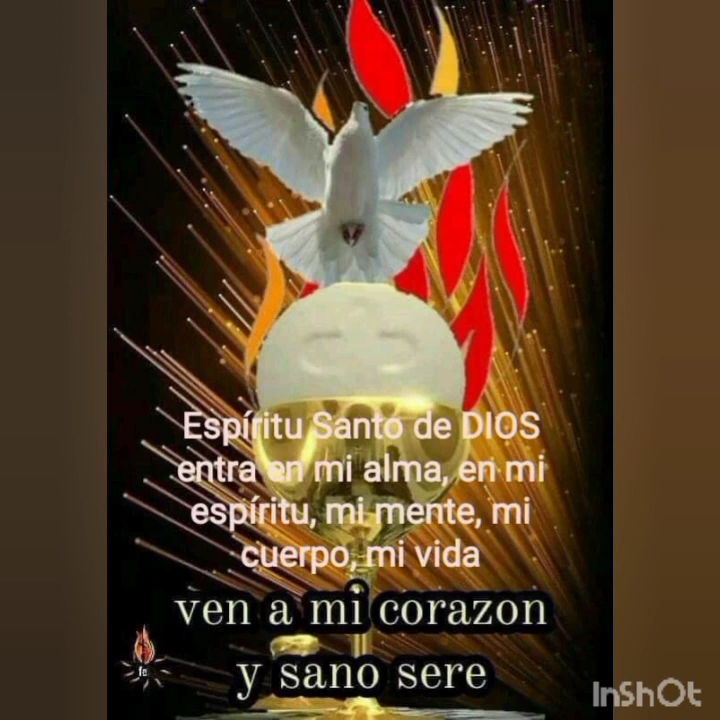 Espíritu Santo de DIOS
entra en mi alma, en mi
espíritu, mi mente, mi
cuerpo, mi vida
ven a mi corazon
y sano sere
fe
InShOt